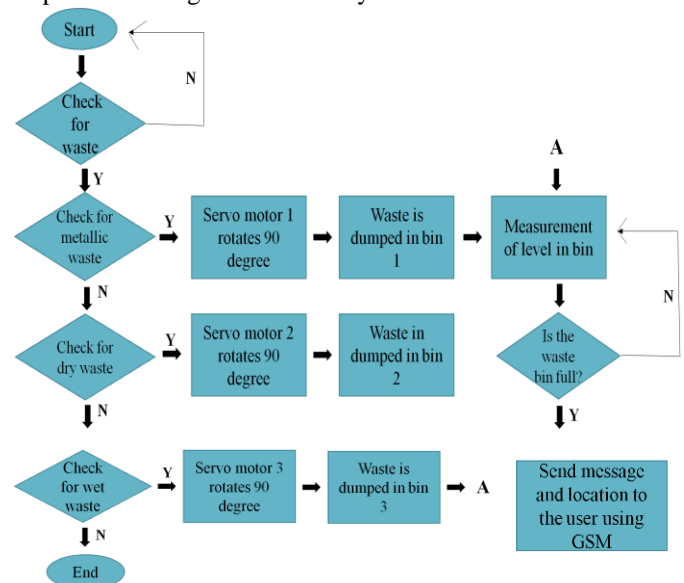 Start
N
Check
for
waste
Y
A
Check for
metallic
waste
Y
Servo motor 1
rotates 90
degree
Waste is
dumped in bin
1
Measurement
of level in bin
N
N
Check for
dry waste
Y
Servo motor 2
rotates 90
degree
Waste in
dumped in bin
2
Is the
waste
bin full?
N
Y
Check
for wet
waste
Y
Servo motor 3
rotates 90
degree
Waste is
dumped in bin
3
A
Send message
and location to
the user using
GSM
N
End